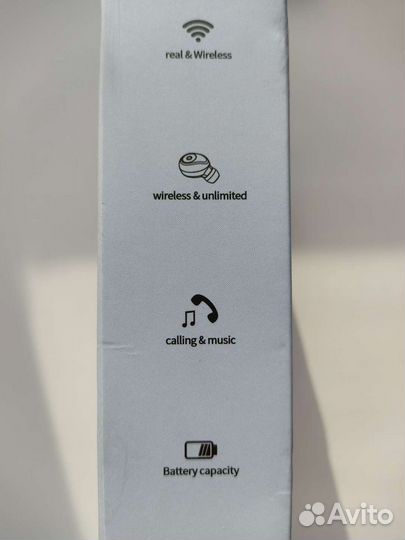 real & Wireless
wireless & unlimited
calling & music
Battery capacity
Avito